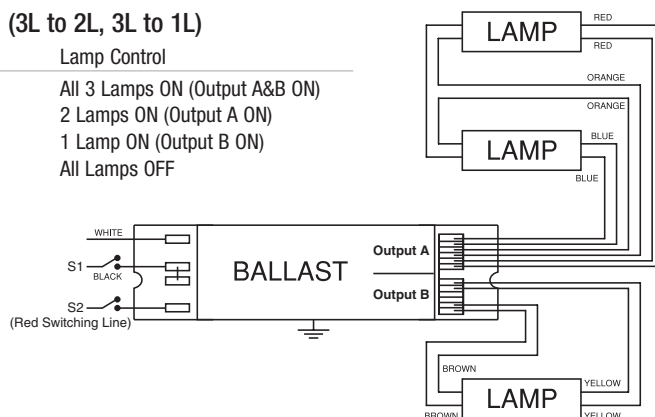 (3L to 2L, 3L to 1L)
Lamp Control
All 3 Lamps ON (Output A&B ON)
2 Lamps ON (Output A ON)
1 Lamp ON (Output B ON)
All Lamps OFF
LAMP
RED
RED
ORANGE
ORANGE
LAMP
BLUE
BLUE
WHITE
S1
BLACK
S2
(Red Switching Line)
BALLAST
Output A
Output B
BROWN
BROWN
LAMP
YELLOW
YELLOW